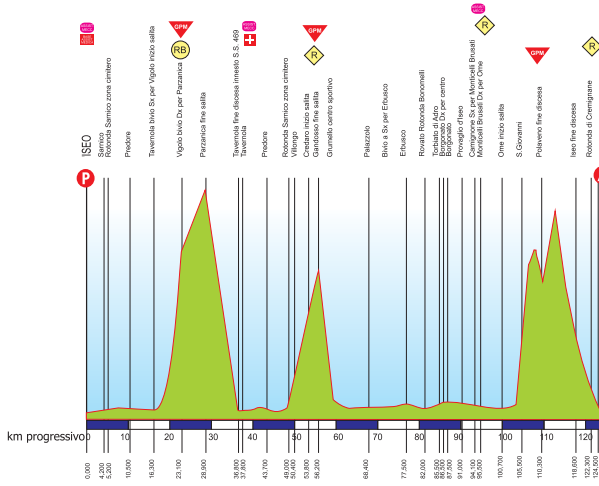 GPM
GPM
GPM
RB
R
R
R
ISEO
Sarnico
Rotonda Sarnico zona cimitero
Predore
Tavernola bivio Sx per Vigolo inizio salita
Vigolo bivio Dx per Parzanica
Parzanica fine salita
Tavernola fine discesa innesto S.S. 469
Tavernola
Predore
Rotonda Sarnico zona cimitero
Villongo
Credaro inizio salita
Gandosso fine salita
Grumello centro sportivo
Palazzolo
Bivio a Sx per Erbusco
Erbusco
Rovato Rotonda Bonomelli
Torbiato di Adro
Borgonato Dx per centro
Borgonato
Provaglio d'Iseo
Camignone Sx per Monticelli Brusati
Monticelli Brusati Dx per Ome
Ome inizio salita
S.Giovanni
Polaveno fine discesa
Iseo fine discesa
Rotonda di Cremignane
P
km progressivo 0 10 20 30 40 50 60 70 80 90 100 110 120
0,000
4,200
5,200
10,500
16,300
23,100
28,900
36,600
37,800
43,700
49,000
50,400
53,800
56,200
68,400
77,500
82,000
85,500
86,500
87,500
91,000
94,100
95,500
100,700
105,500
110,300
118,600
122,300
124,500